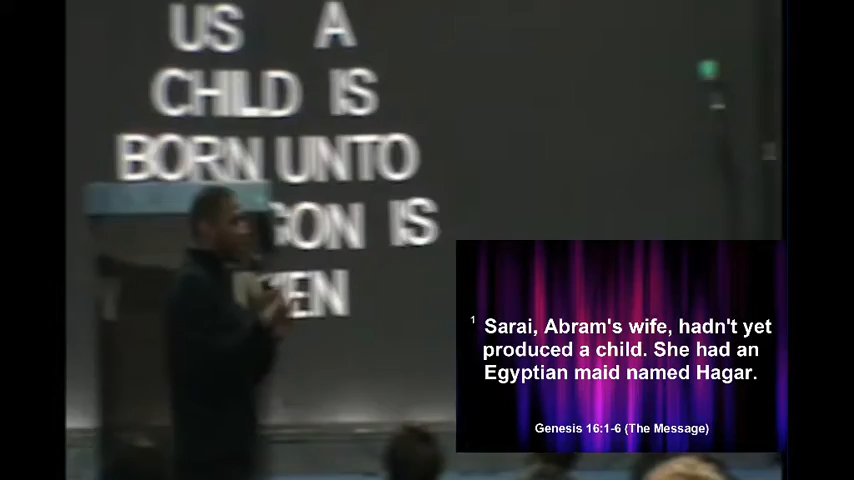 US A
CHILD IS
BORN UNTO
SON IS
1 Sarai, Abram's wife, hadn't yet
produced a child. She had an
Egyptian maid named Hagar.
Genesis 16:1-6 (The Message)